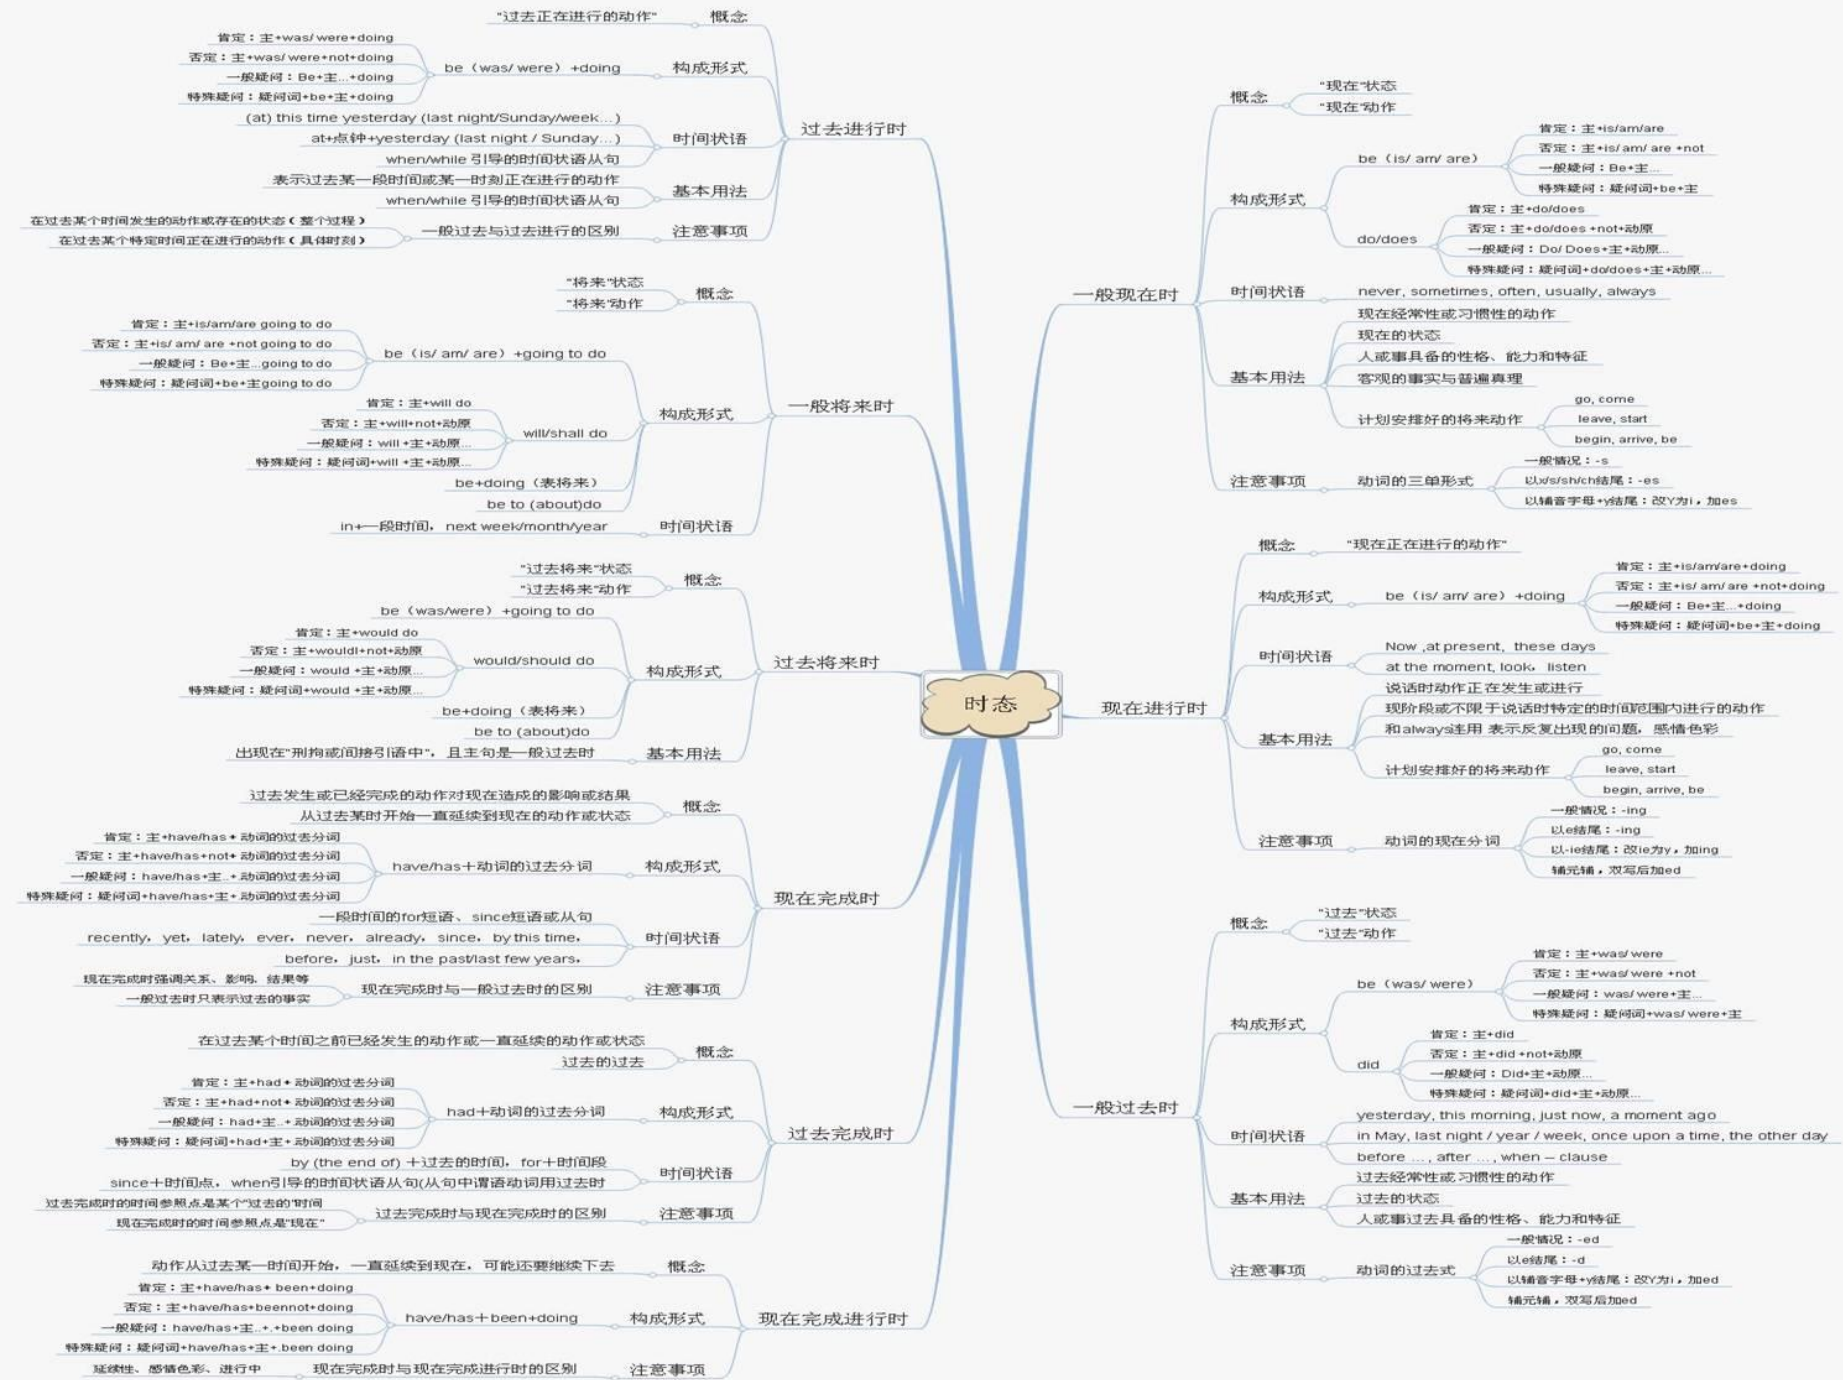 时态
一般现在时
概念
"现在"状态
"现在"动作
构成形式
be（is/ am/ are）
肯定：主+is/am/are
否定：主+is/ am/ are +not
一般疑问：Be+主...
特殊疑问：疑问词+be+主
do/does
肯定：主+do/does
否定：主+do/does +not+动原
一般疑问：Do/ Does+主+动原...
特殊疑问：疑问词+do/does+主+动原...
时间状语
never, sometimes, often, usually, always
基本用法
现在经常性或习惯性的动作
现在的状态
人或事具备的性格、能力和特征
客观的事实与普遍真理
计划安排好的将来动作
go, come
leave, start
begin, arrive, be
注意事项
动词的三单形式
一般情况：-s
以x/s/sh/ch结尾：-es
以辅音字母+y结尾：改Y为i，加es
现在进行时
概念
"现在正在进行的动作"
构成形式
be（is/ am/ are）+doing
肯定：主+is/am/are+doing
否定：主+is/ am/ are +not+doing
一般疑问：Be+主...+doing
特殊疑问：疑问词+be+主+doing
时间状语
Now ,at present, these days
at the moment, look， listen
基本用法
说话时动作正在发生或进行
现阶段或不限于说话时特定的时间范围内进行的动作
和always连用 表示反复出现的问题，感情色彩
计划安排好的将来动作
go, come
leave, start
begin, arrive, be
注意事项
动词的现在分词
一般情况：-ing
以e结尾：-ing
以-ie结尾：改ie为y，加ing
辅元辅，双写后加ed
一般过去时
概念
"过去"状态
"过去"动作
构成形式
be（was/ were）
肯定：主+was/ were
否定：主+was/ were +not
一般疑问：was/ were+主...
特殊疑问：疑问词+was/ were+主
did
肯定：主+did
否定：主+did +not+动原
一般疑问：Did+主+动原...
特殊疑问：疑问词+did+主+动原...
时间状语
yesterday, this morning, just now, a moment ago
in May, last night / year / week, once upon a time, the other day
before ... , after ... , when – clause
基本用法
过去经常性或习惯性的动作
过去的状态
人或事过去具备的性格、能力和特征
注意事项
动词的过去式
一般情况：-ed
以e结尾：-d
以辅音字母+y结尾：改Y为i，加ed
辅元辅，双写后加ed
过去进行时
概念
"过去正在进行的动作"
构成形式
be（was/ were）+doing
肯定：主+was/ were+doing
否定：主+was/ were+not+doing
一般疑问：Be+主...+doing
特殊疑问：疑问词+be+主+doing
时间状语
(at) this time yesterday (last night/Sunday/week...)
at+点钟+yesterday (last night / Sunday...)
when/while 引导的时间状语从句
基本用法
表示过去某一段时间或某一时刻正在进行的动作
when/while 引导的时间状语从句
注意事项
一般过去与过去进行的区别
在过去某个时间发生的动作或存在的状态（整个过程）
在过去某个特定时间正在进行的动作（具体时刻）
一般将来时
概念
"将来"状态
"将来"动作
构成形式
be（is/ am/ are）+going to do
肯定：主+is/am/are going to do
否定：主+is/ am/ are +not going to do
一般疑问：Be+主...going to do
特殊疑问：疑问词+be+主going to do
will/shall do
肯定：主+will do
否定：主+will+not+动原
一般疑问：will +主+动原...
特殊疑问：疑问词+will +主+动原...
be+doing（表将来）
be to (about)do
时间状语
in+一段时间，next week/month/year
过去将来时
概念
"过去将来"状态
"过去将来"动作
构成形式
be（was/were）+going to do
would/should do
肯定：主+would do
否定：主+wouldl+not+动原
一般疑问：would +主+动原...
特殊疑问：疑问词+would +主+动原...
be+doing（表将来）
be to (about)do
基本用法
出现在"刑拘或间接引语中"，且主句是一般过去时
现在完成时
概念
过去发生或已经完成的动作对现在造成的影响或结果
从过去某时开始一直延续到现在的动作或状态
构成形式
have/has＋动词的过去分词
肯定：主+have/has + 动词的过去分词
否定：主+have/has+not+ 动词的过去分词
一般疑问：have/has+主..+ 动词的过去分词
特殊疑问：疑问词+have/has+主+.动词的过去分词
时间状语
一段时间的for短语、since短语或从句
recently， yet， lately， ever， never， already， since， by this time，
before， just， in the past/last few years，
注意事项
现在完成时与一般过去时的区别
现在完成时强调关系、影响、结果等
一般过去时只表示过去的事实
过去完成时
概念
在过去某个时间之前已经发生的动作或一直延续的动作或状态
过去的过去
构成形式
had＋动词的过去分词
肯定：主+had + 动词的过去分词
否定：主+had+not+ 动词的过去分词
一般疑问：had+主..+ 动词的过去分词
特殊疑问：疑问词+had+主+ 动词的过去分词
时间状语
by (the end of) ＋过去的时间，for＋时间段
since＋时间点，when引导的时间状语从句(从句中谓语动词用过去时
注意事项
过去完成时与现在完成时的区别
过去完成时的时间参照点是某个"过去的"时间
现在完成时的时间参照点是"现在"
现在完成进行时
概念
动作从过去某一时间开始，一直延续到现在，可能还要继续下去
构成形式
have/has＋been+doing
肯定：主+have/has+ been+doing
否定：主+have/has+beennot+doing
一般疑问：have/has+主..+.+been doing
特殊疑问：疑问词+have/has+主+.been doing
注意事项
现在完成时与现在完成进行时的区别
延续性、感情色彩、进行中